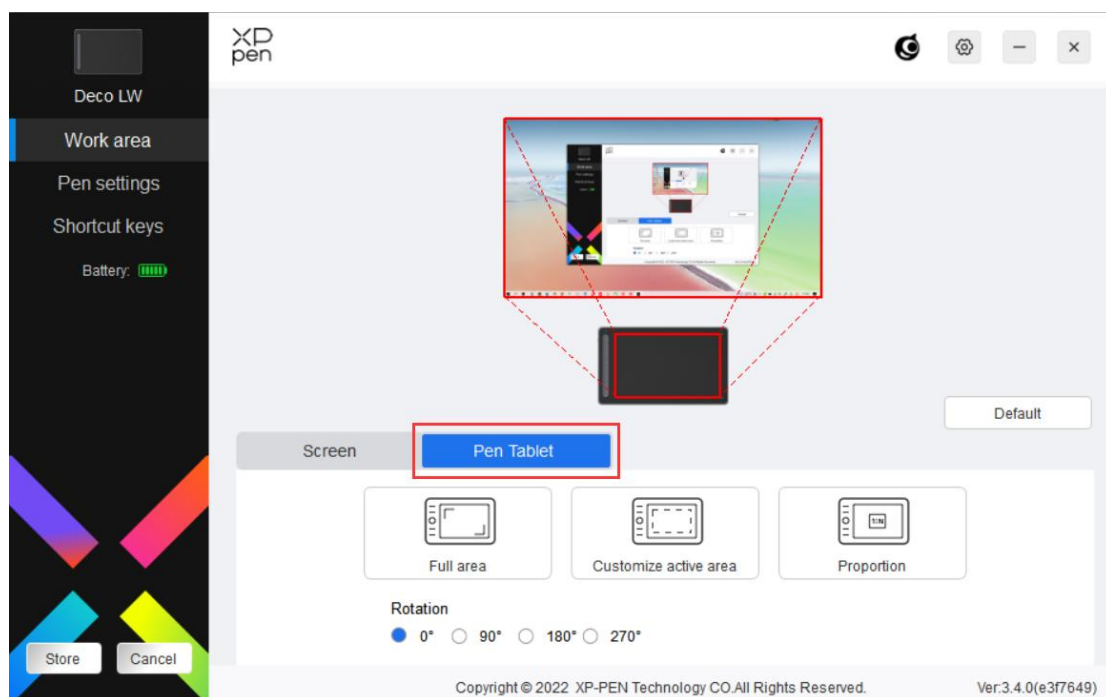 XP
pen
Deco LW
Work area
Pen settings
Shortcut keys
Battery:
Default
Screen
Pen Tablet
1:N
Full area
Customize active area
Proportion
Rotation
0°
90°
180°
270°
Store
Cancel
Copyright © 2022 XP-PEN Technology CO.All Rights Reserved.
Ver:3.4.0(e3f7649)